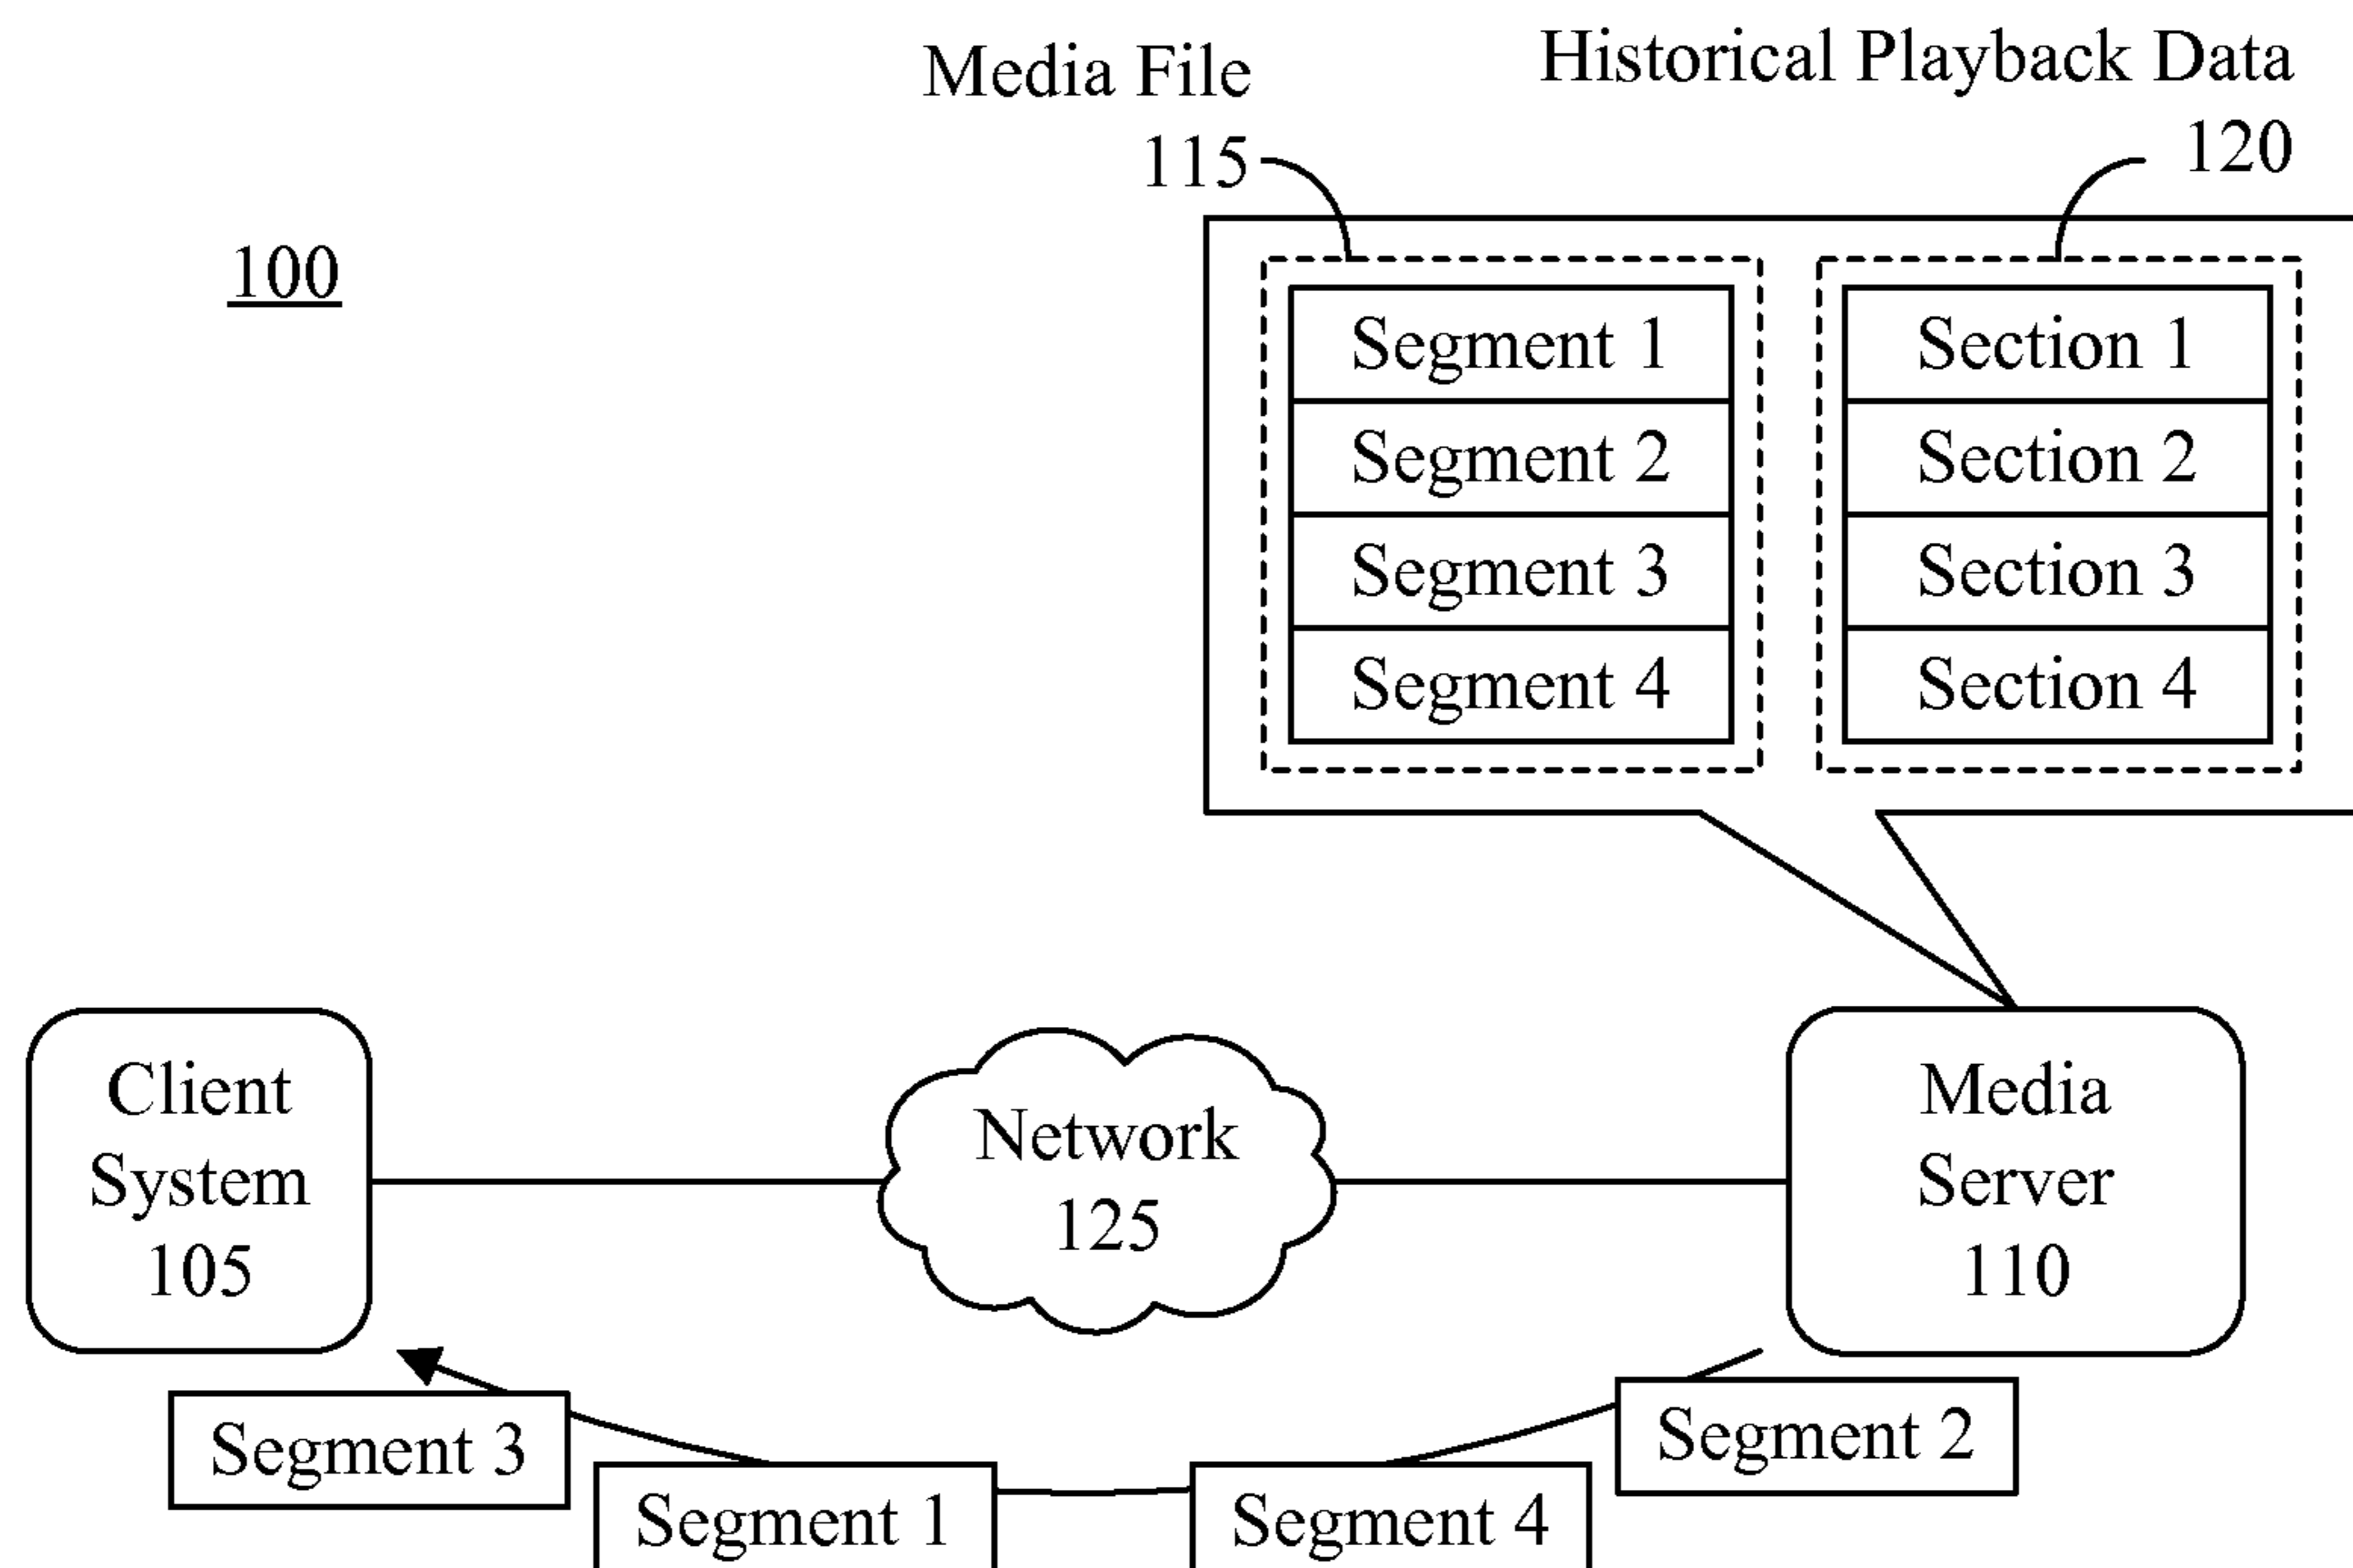 Media File
115
Historical Playback Data
120
100
Segment 1
Segment 2
Segment 3
Segment 4
Section 1
Section 2
Section 3
Section 4
Client
System
105
Network
125
Media
Server
110
Segment 3
Segment 1
Segment 4
Segment 2